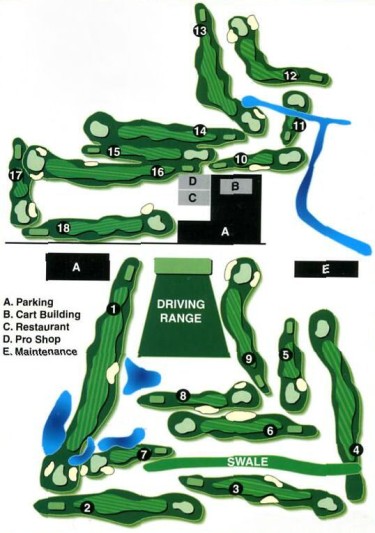 13
12
14
11
15
10
16
17
D
B
C
18
A
A
E
A. Parking
B. Cart Building
C. Restaurant
D. Pro Shop
E. Maintenance
1
DRIVING
RANGE
9
5
8
6
4
7
SWALE
3
2